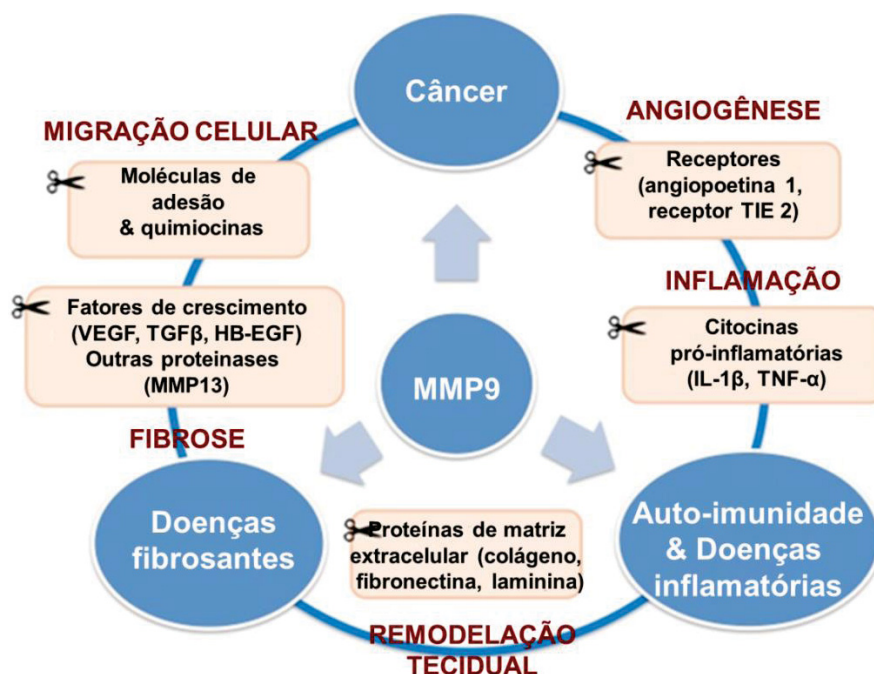 Câncer
MIGRAÇÃO CELULAR
Moléculas de
adesão
& quimiocinas
ANGIOGÊNESE
Receptores
(angiopoetina 1,
receptor TIE 2)
Fatores de crescimento
(VEGF, TGFβ, HB-EGF)
Outras proteinases
(MMP13)
INFLAMAÇÃO
Citocinas
pró-inflamatórias
(IL-1β, TNF-α)
MMP9
FIBROSE
Doenças
fibrosantes
Proteínas de matriz
extracelular (colágeno,
fibronectina, laminina)
Auto-imunidade
& Doenças
inflamatórias
REMODELAÇÃO
TECIDUAL